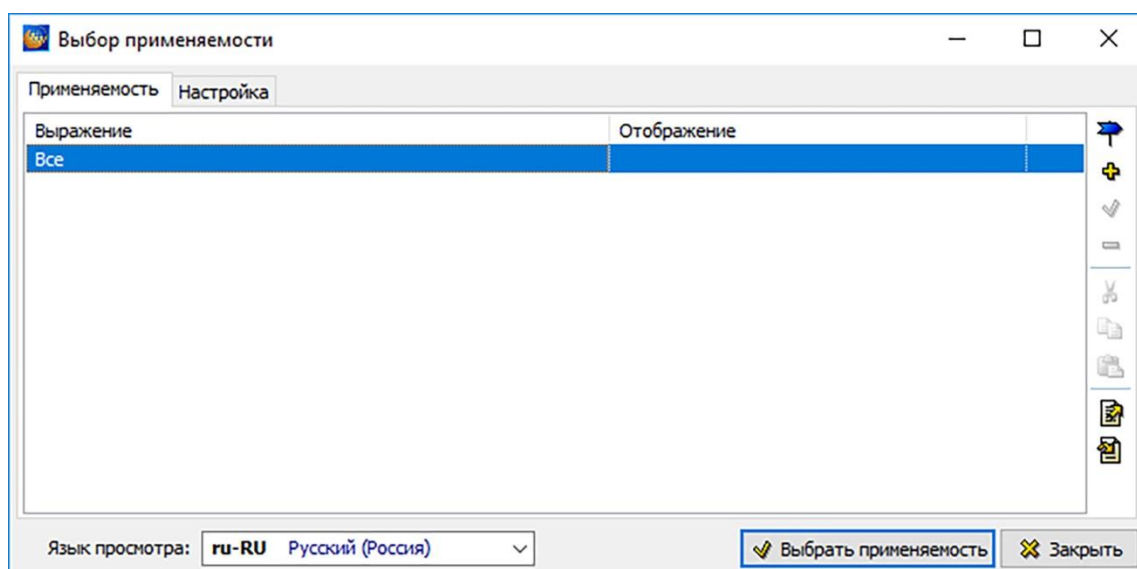 Выбор применяемости
Применяемость Настройка
Выражение Отображение
Все
Язык просмотра: ru-RU Русский (Россия) Выбрать применяемость Закрыть